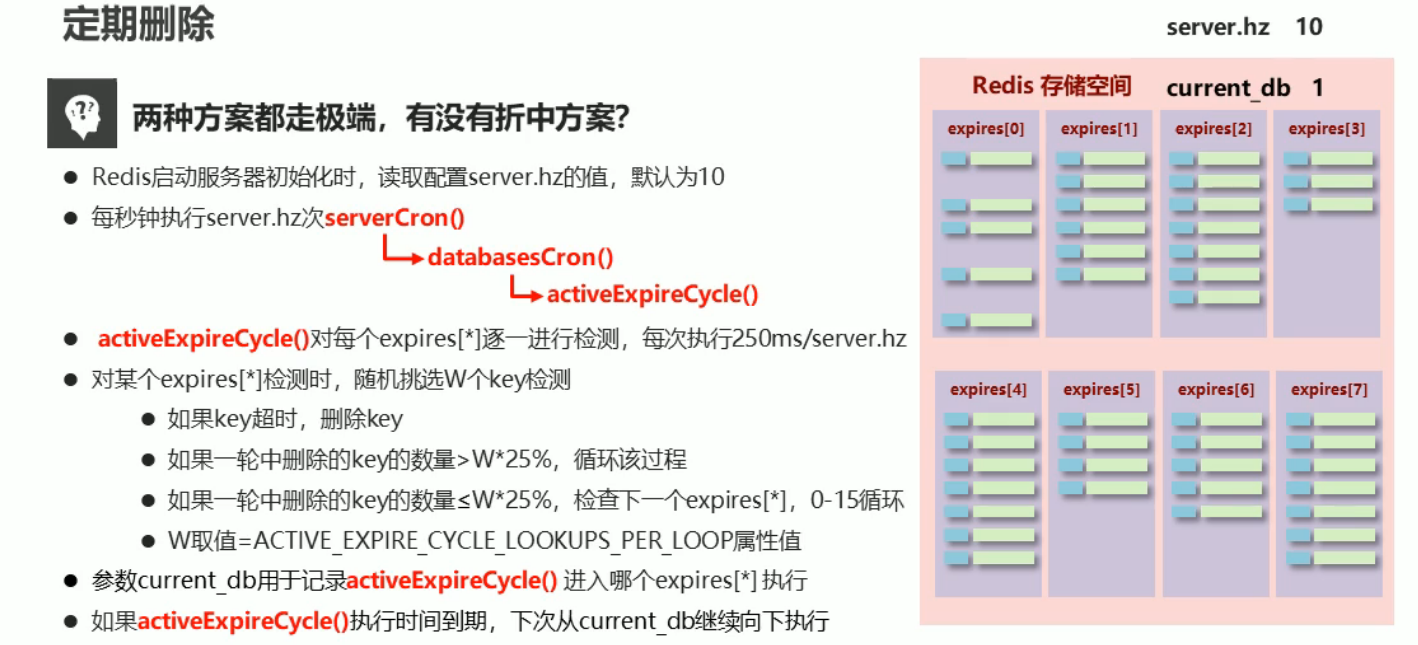 定期删除
server.hz 10
两种方案都走极端，有没有折中方案？
Redis启动服务器初始化时，读取配置server.hz的值，默认为10
每秒钟执行server.hz次serverCron()
databasesCron()
activeExpireCycle()
activeExpireCycle()对每个expires[*]逐一进行检测，每次执行250ms/server.hz
对某个expires[*]检测时，随机挑选W个key检测
如果key超时，删除key
如果一轮中删除的key的数量>W*25%，循环该过程
如果一轮中删除的key的数量≤W*25%，检查下一个expires[*]，0-15循环
W取值=ACTIVE_EXPIRE_CYCLE_LOOKUPS_PER_LOOP属性值
参数current_db用于记录activeExpireCycle() 进入哪个expires[*] 执行
如果activeExpireCycle()执行时间到期，下次从current_db继续向下执行
Redis 存储空间 current_db 1
expires[0] expires[1] expires[2] expires[3]
expires[4] expires[5] expires[6] expires[7]